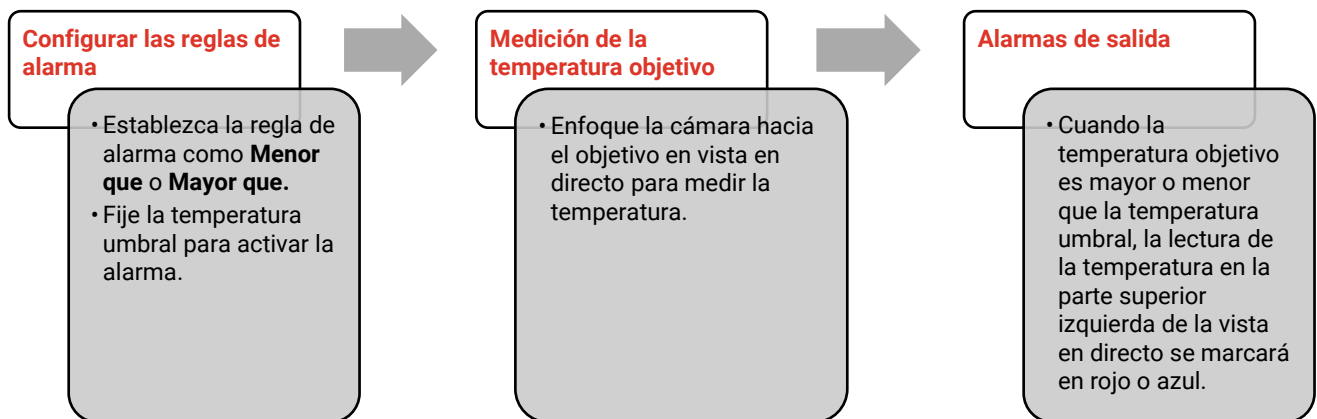 Configurar las reglas de
alarma
• Establezca la regla de
alarma como Menor
que o Mayor que.
• Fije la temperatura
umbral para activar la
alarma.
Medición de la
temperatura objetivo
• Enfoque la cámara hacia
el objetivo en vista en
directo para medir la
temperatura.
Alarmas de salida
• Cuando la
temperatura objetivo
es mayor o menor
que la temperatura
umbral, la lectura de
la temperatura en la
parte superior
izquierda de la vista
en directo se marcará
en rojo o azul.